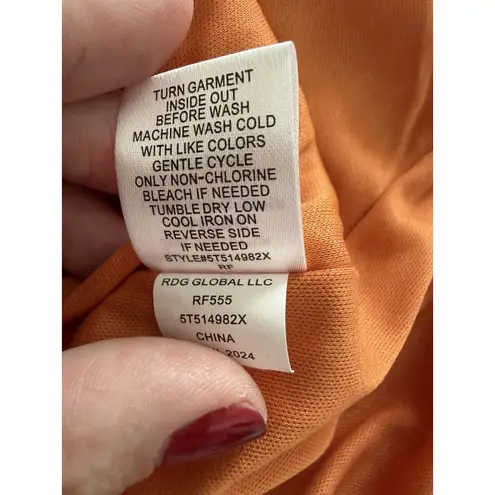 TURN GARMENT
INSIDE OUT
BEFORE WASH
MACHINE WASH COLD
WITH LIKE COLORS
GENTLE CYCLE
ONLY NON-CHLORINE
BLEACH IF NEEDED
TUMBLE DRY LOW
COOL IRON ON
REVERSE SIDE
IF NEEDED
STYLE#5T514982X
RF
RDG GLOBAL LLC
RF555
5T514982X
CHINA
2024